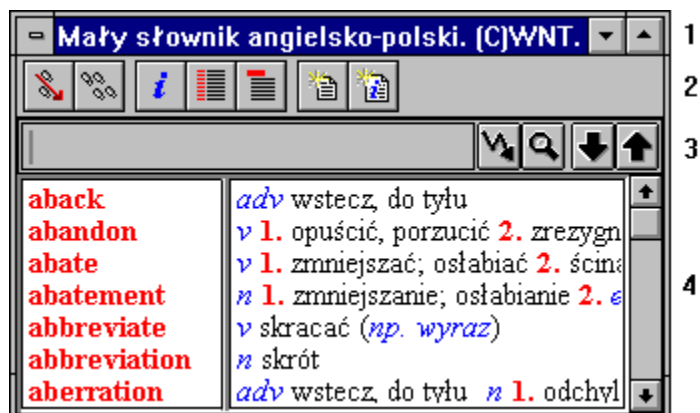 Mały słownik angielsko-polski. (C)WNT. 1
i i 2
3
aback adv wstecz, do tyłu
abandon v 1. opuścić, porzucić 2. zrezygn
abate v 1. zmniejszać; osłabiać 2. ścina
abatement n 1. zmniejszanie; osłabianie 2. e
4
abbreviate v skracać (np. wyraz)
abbreviation n skrót
aberration adv wstecz, do tyłu n 1. odchyl